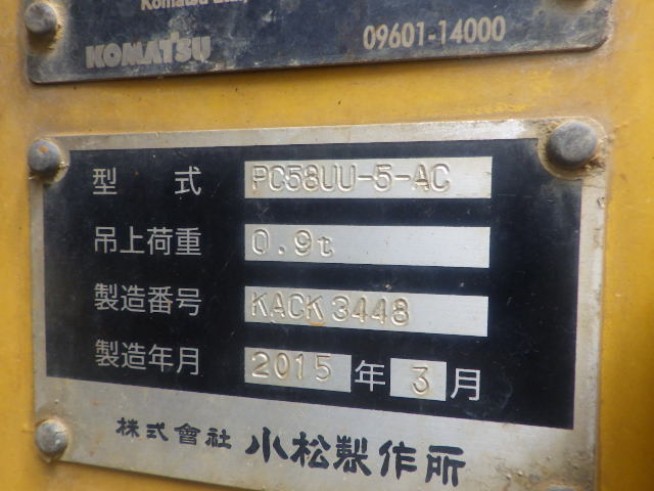 KOMATSU 09601-14000
型 式 PC58UU-5-AC
吊上荷重 0.9t
製造番号 KACK 3448
製造年月 2015 年 3 月
株式會社 小松製作所